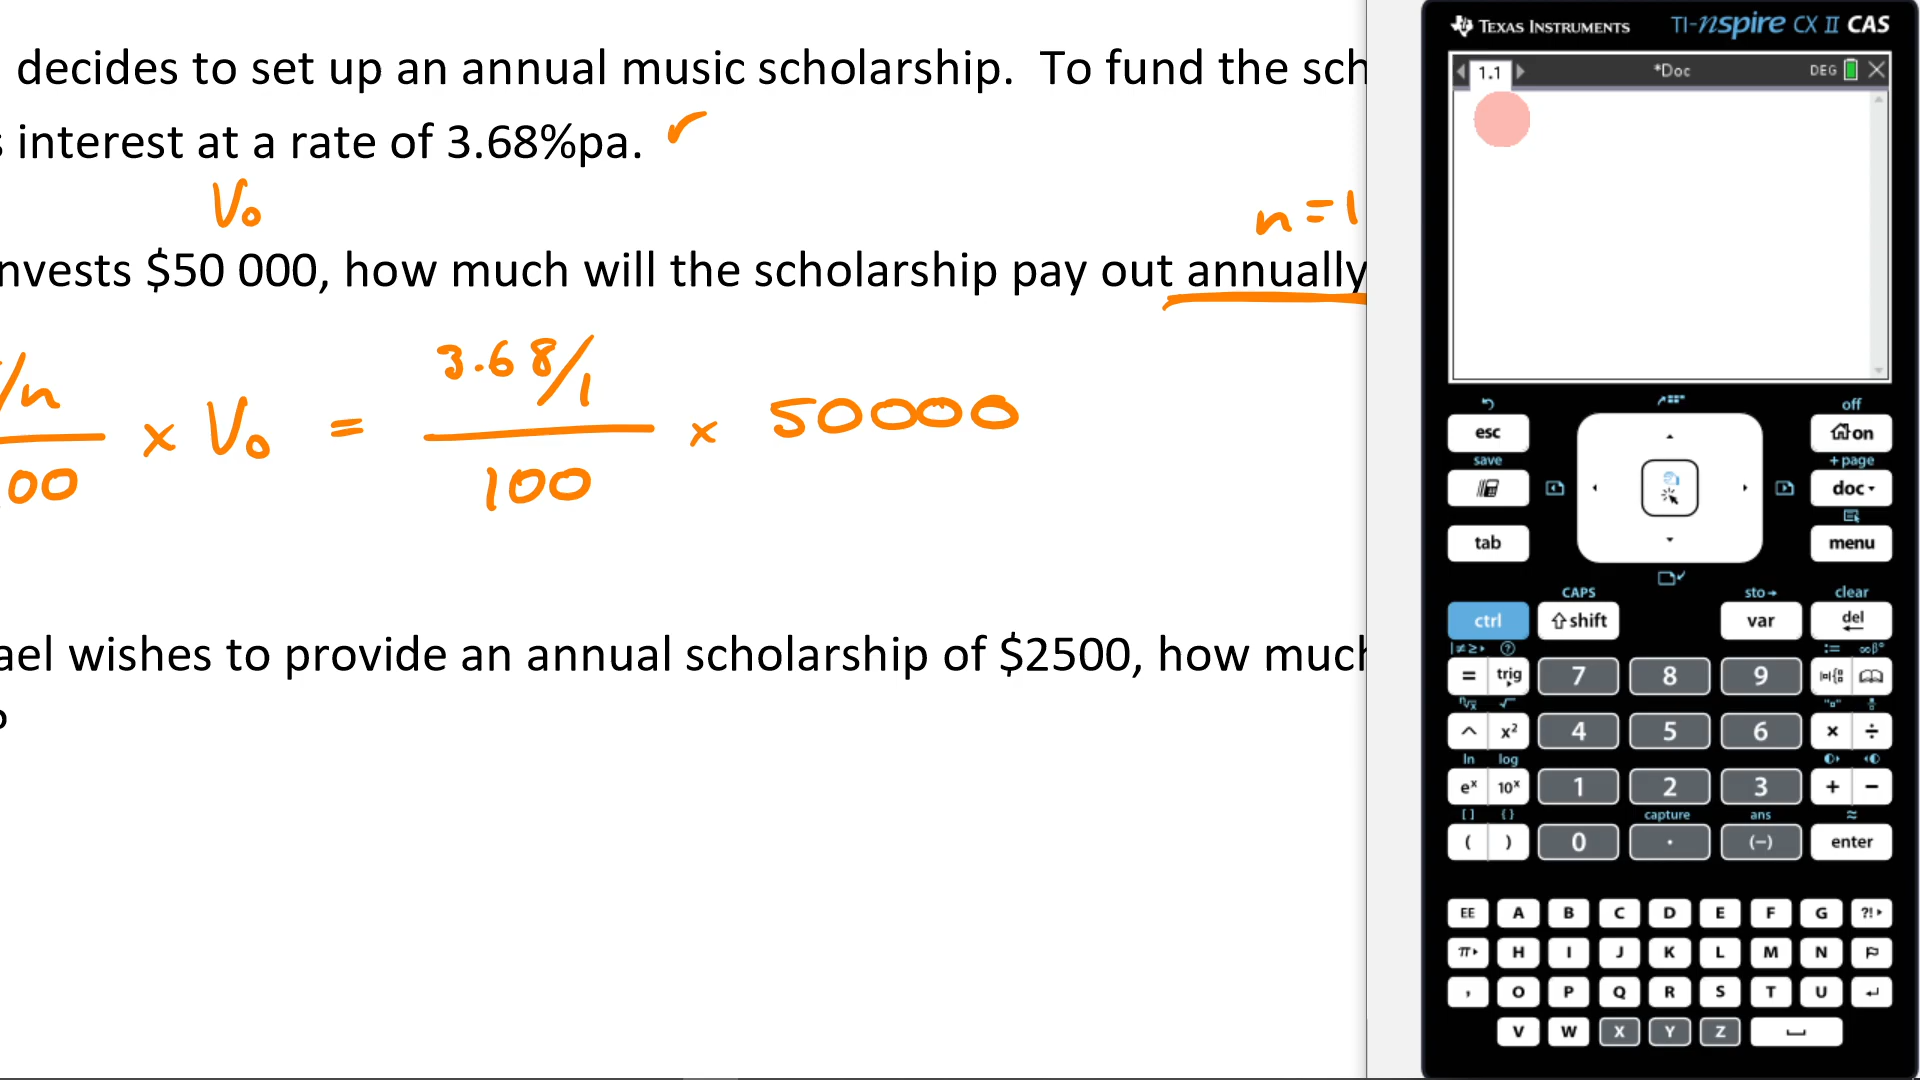 decides to set up an annual music scholarship. To fund the sch
s interest at a rate of 3.68%pa. r
V₀
n=1
nvests $50 000, how much will the scholarship pay out annually
/n
00
× V₀ =
3.68/1
100
× 50000
ael wishes to provide an annual scholarship of $2500, how much
?
TEXAS INSTRUMENTS TI-nspire CX II CAS
1.1 *Doc DEG
off
esc on
save +page
doc
tab menu
CAPS sto→ clear
ctrl shift var del
|≠≥▸ ? := ∞β°
= trig 7 8 9 |□|{
ⁿ√x √ "□"
^ x² 4 5 6 × ÷
ln log
eˣ 10ˣ 1 2 3 + −
[ ] { } capture ans ≈
( ) 0 . (−) enter
EE A B C D E F G ?!▸
π▸ H I J K L M N
, O P Q R S T U ↵
V W X Y Z